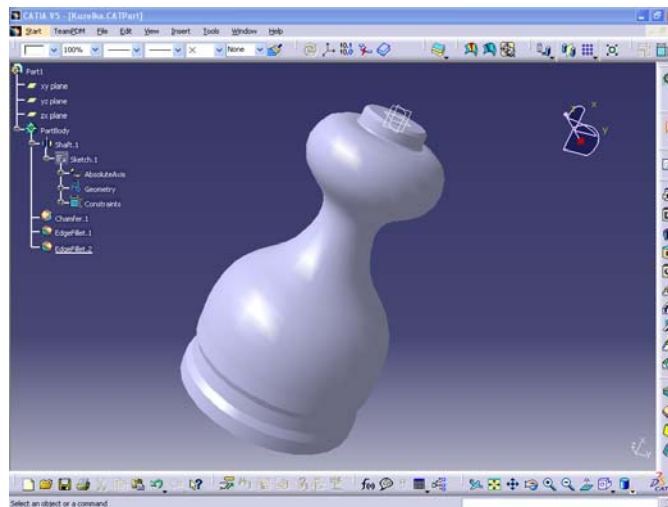 CATIA V5 - [Kuzelka.CATPart]
Start TeamPDM File Edit View Insert Tools Window Help
100% None
Part1
xy plane
yz plane
zx plane
PartBody
Shaft.1
Sketch.1
AbsoluteAxis
Geometry
Constraints
Chamfer.1
EdgeFillet.1
EdgeFillet.2
x
y
z
x
y
Select an object or a command